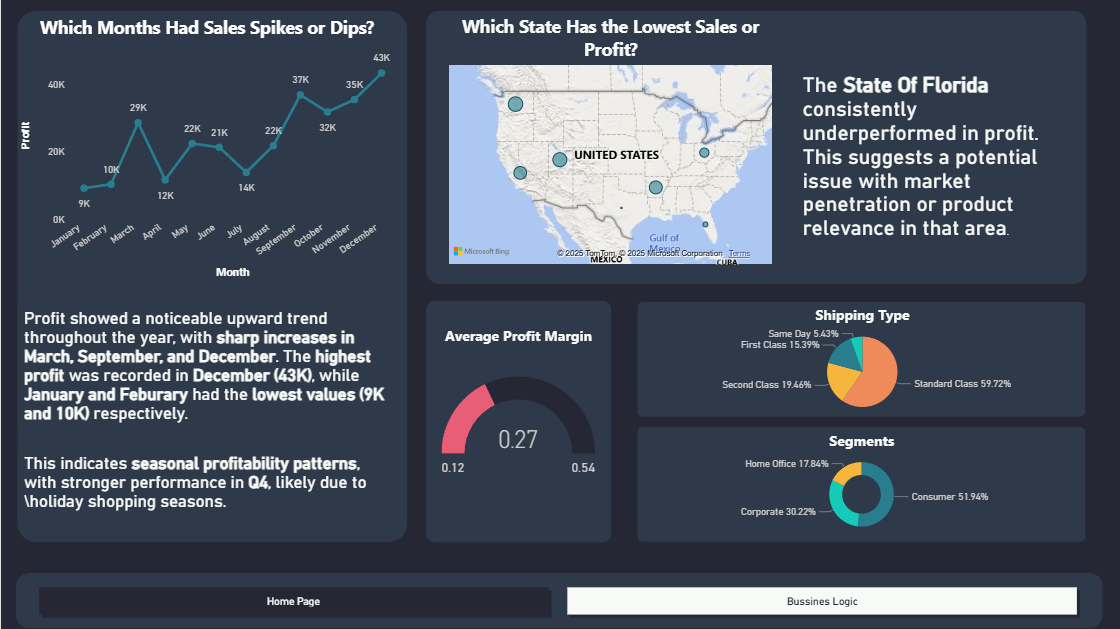 Which Months Had Sales Spikes or Dips?
Profit
40K
20K
0K
9K
10K
29K
12K
22K
21K
14K
22K
37K
32K
35K
43K
January
February
March
April
May
June
July
August
September
October
November
December
Month
Profit showed a noticeable upward trend
throughout the year, with sharp increases in
March, September, and December. The highest
profit was recorded in December (43K), while
January and Feburary had the lowest values (9K
and 10K) respectively.
This indicates seasonal profitability patterns,
with stronger performance in Q4, likely due to
\holiday shopping seasons.
Which State Has the Lowest Sales or
Profit?
UNITED STATES
Gulf of
Mexico
MEXICO
CUBA
Microsoft Bing
© 2025 TomTom, © 2025 Microsoft Corporation Terms
The State Of Florida
consistently
underperformed in profit.
This suggests a potential
issue with market
penetration or product
relevance in that area.
Average Profit Margin
0.27
0.12
0.54
Shipping Type
Same Day 5.43%
First Class 15.39%
Second Class 19.46%
Standard Class 59.72%
Segments
Home Office 17.84%
Consumer 51.94%
Corporate 30.22%
Home Page
Bussines Logic